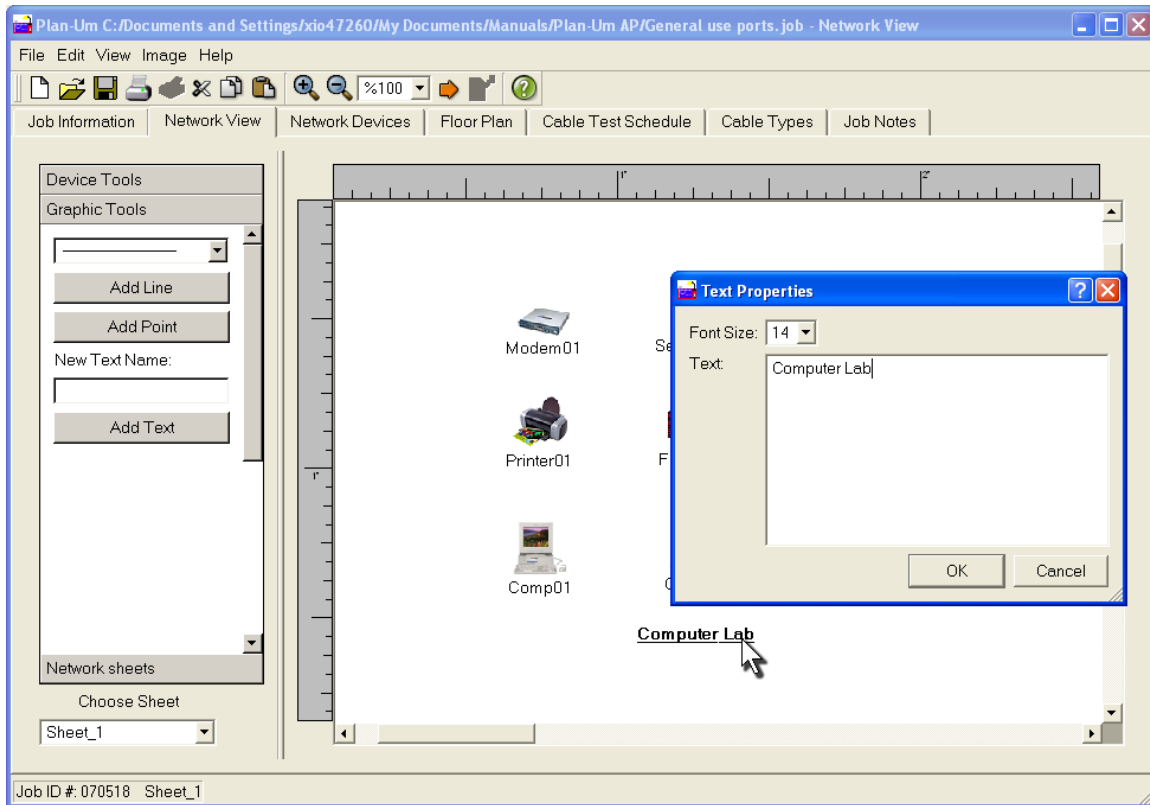 Plan-Um C:/Documents and Settings/xio47260/My Documents/Manuals/Plan-Um AP/General use ports.job - Network View
File Edit View Image Help
%100
Job Information Network View Network Devices Floor Plan Cable Test Schedule Cable Types Job Notes
Device Tools
Graphic Tools
Add Line
Add Point
New Text Name:
Add Text
Network sheets
Choose Sheet
Sheet_1
1" 2"
1"
Modem01
Printer01
Comp01
Computer Lab
Text Properties
Font Size: 14
Text: Computer Lab
OK Cancel
Job ID #: 070518 Sheet_1